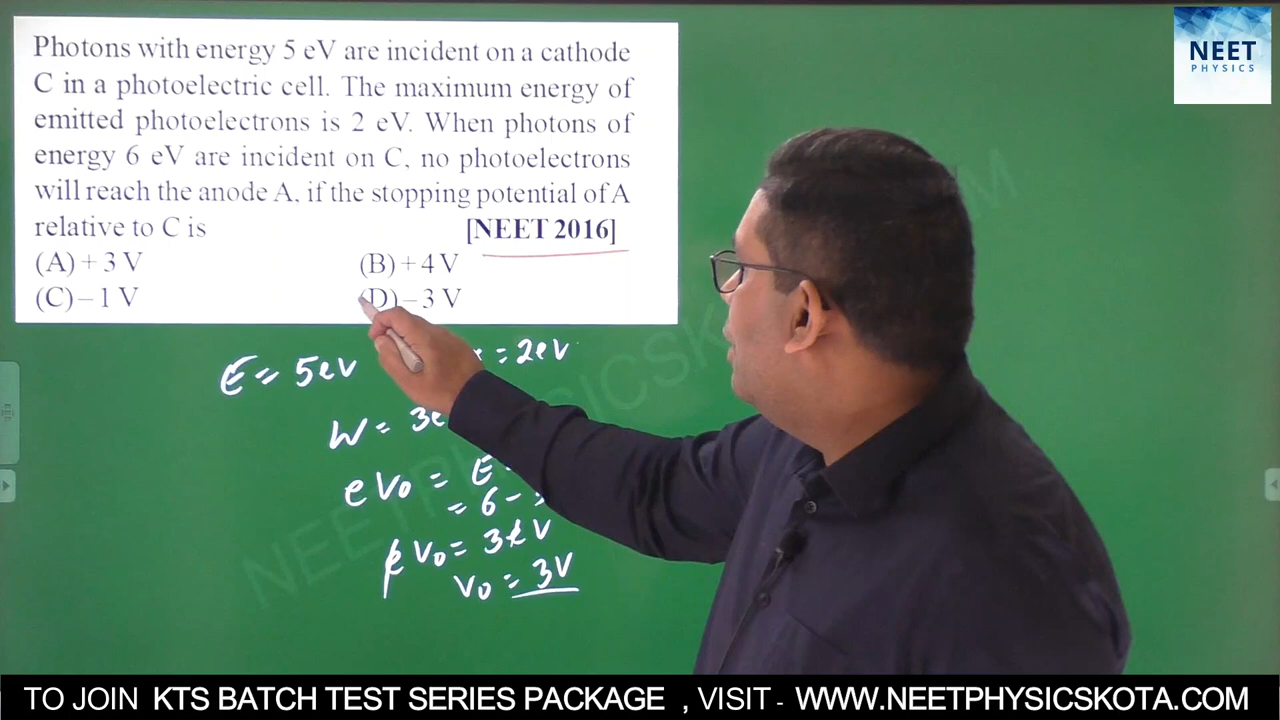 Photons with energy 5 eV are incident on a cathode
C in a photoelectric cell. The maximum energy of
emitted photoelectrons is 2 eV. When photons of
energy 6 eV are incident on C, no photoelectrons
will reach the anode A, if the stopping potential of A
relative to C is [NEET 2016]
(A) + 3 V (B) + 4 V
(C) – 1 V (D) – 3 V
E = 5eV = 2eV
W = 3e
eV₀ = E
= 6 -
eV₀ = 3eV
V₀ = 3V
NEET
PHYSICS
TO JOIN KTS BATCH TEST SERIES PACKAGE , VISIT - WWW.NEETPHYSICSKOTA.COM